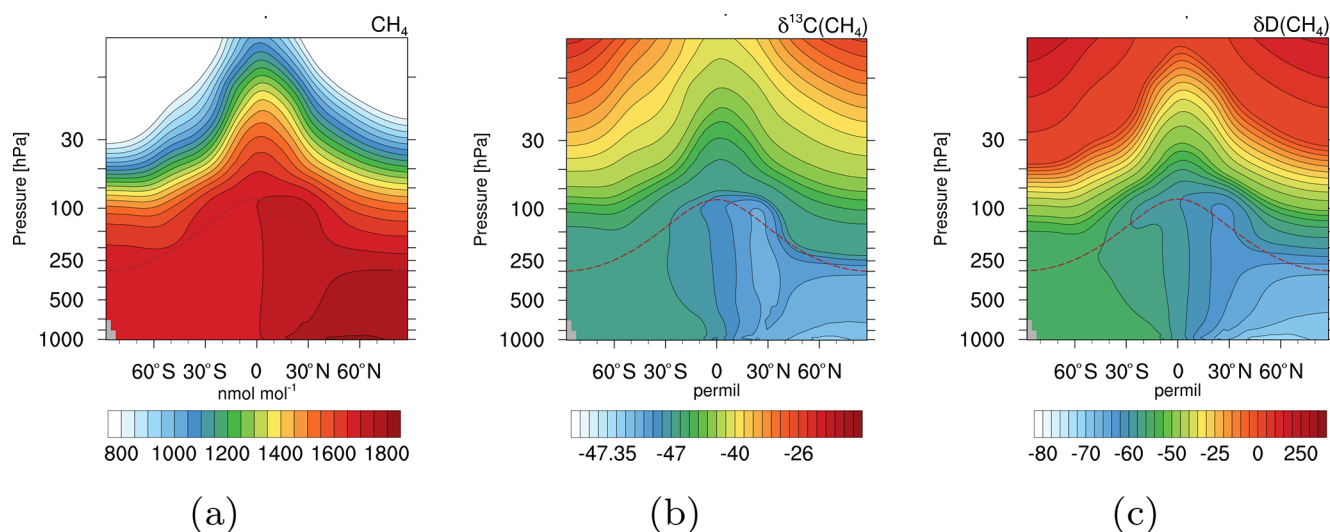 CH₄
Pressure [hPa]
30
100
250
500
1000
60°S 30°S 0 30°N 60°N
nmol mol⁻¹
800 1000 1200 1400 1600 1800
(a)
δ¹³C(CH₄)
Pressure [hPa]
30
100
250
500
1000
60°S 30°S 0 30°N 60°N
permil
-47.35 -47 -40 -26
(b)
δD(CH₄)
Pressure [hPa]
30
100
250
500
1000
60°S 30°S 0 30°N 60°N
permil
-80 -70 -60 -50 -25 0 250
(c)